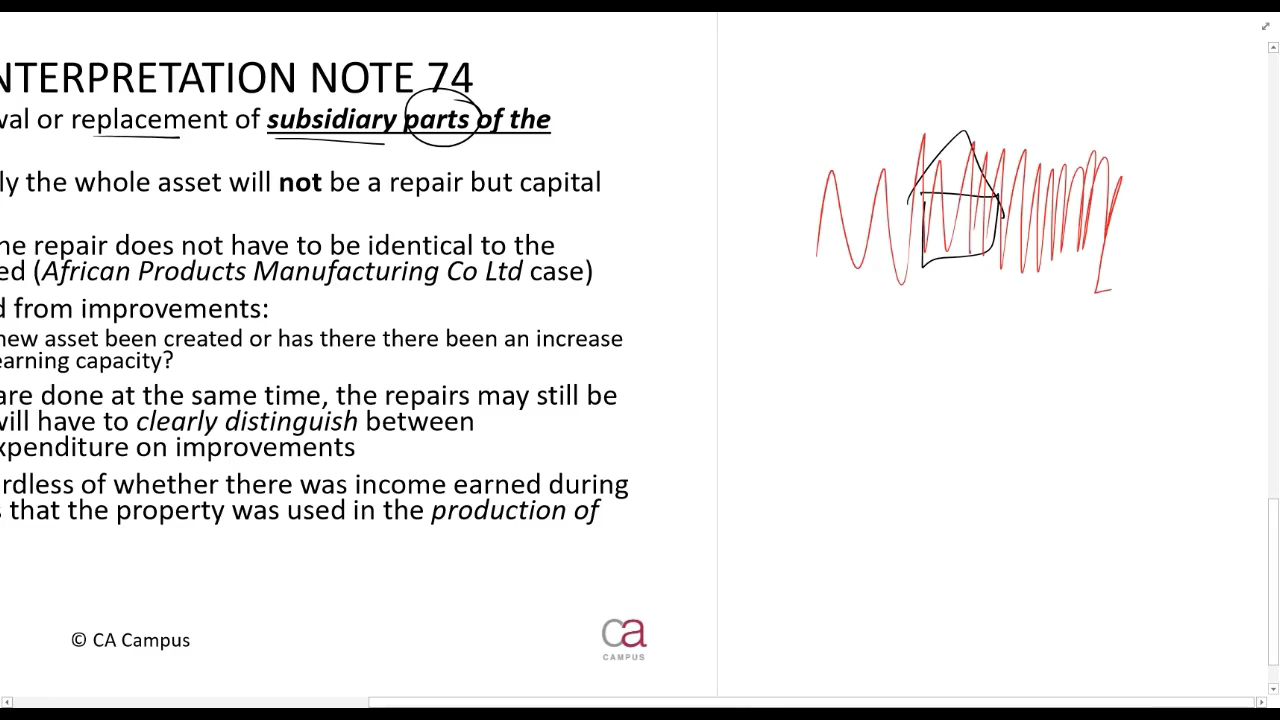 INTERPRETATION NOTE 74
wal or replacement of subsidiary parts of the
ly the whole asset will not be a repair but capital
he repair does not have to be identical to the
ed (African Products Manufacturing Co Ltd case)
d from improvements:
new asset been created or has there there been an increase
earning capacity?
are done at the same time, the repairs may still be
will have to clearly distinguish between
xpenditure on improvements
rdless of whether there was income earned during
s that the property was used in the production of
© CA Campus
ca
CAMPUS